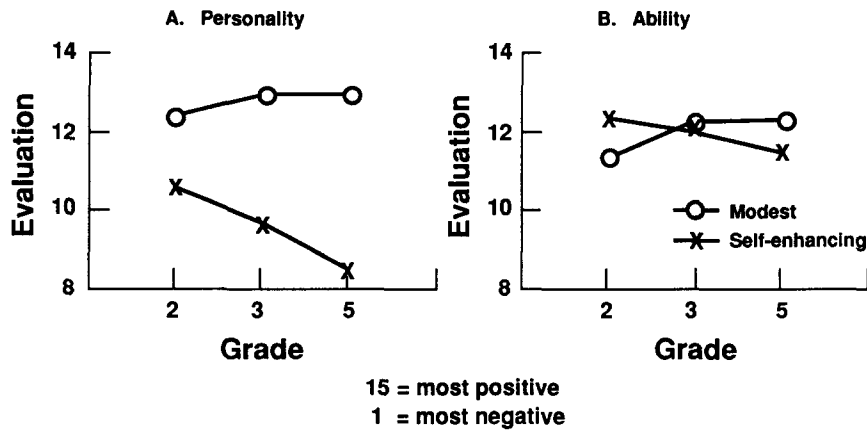 A. Personality
14
12
10
8
Evaluation
2 3 5
Grade
B. Ability
14
12
10
8
Evaluation
Modest
Self-enhancing
2 3 5
Grade
15 = most positive
1 = most negative